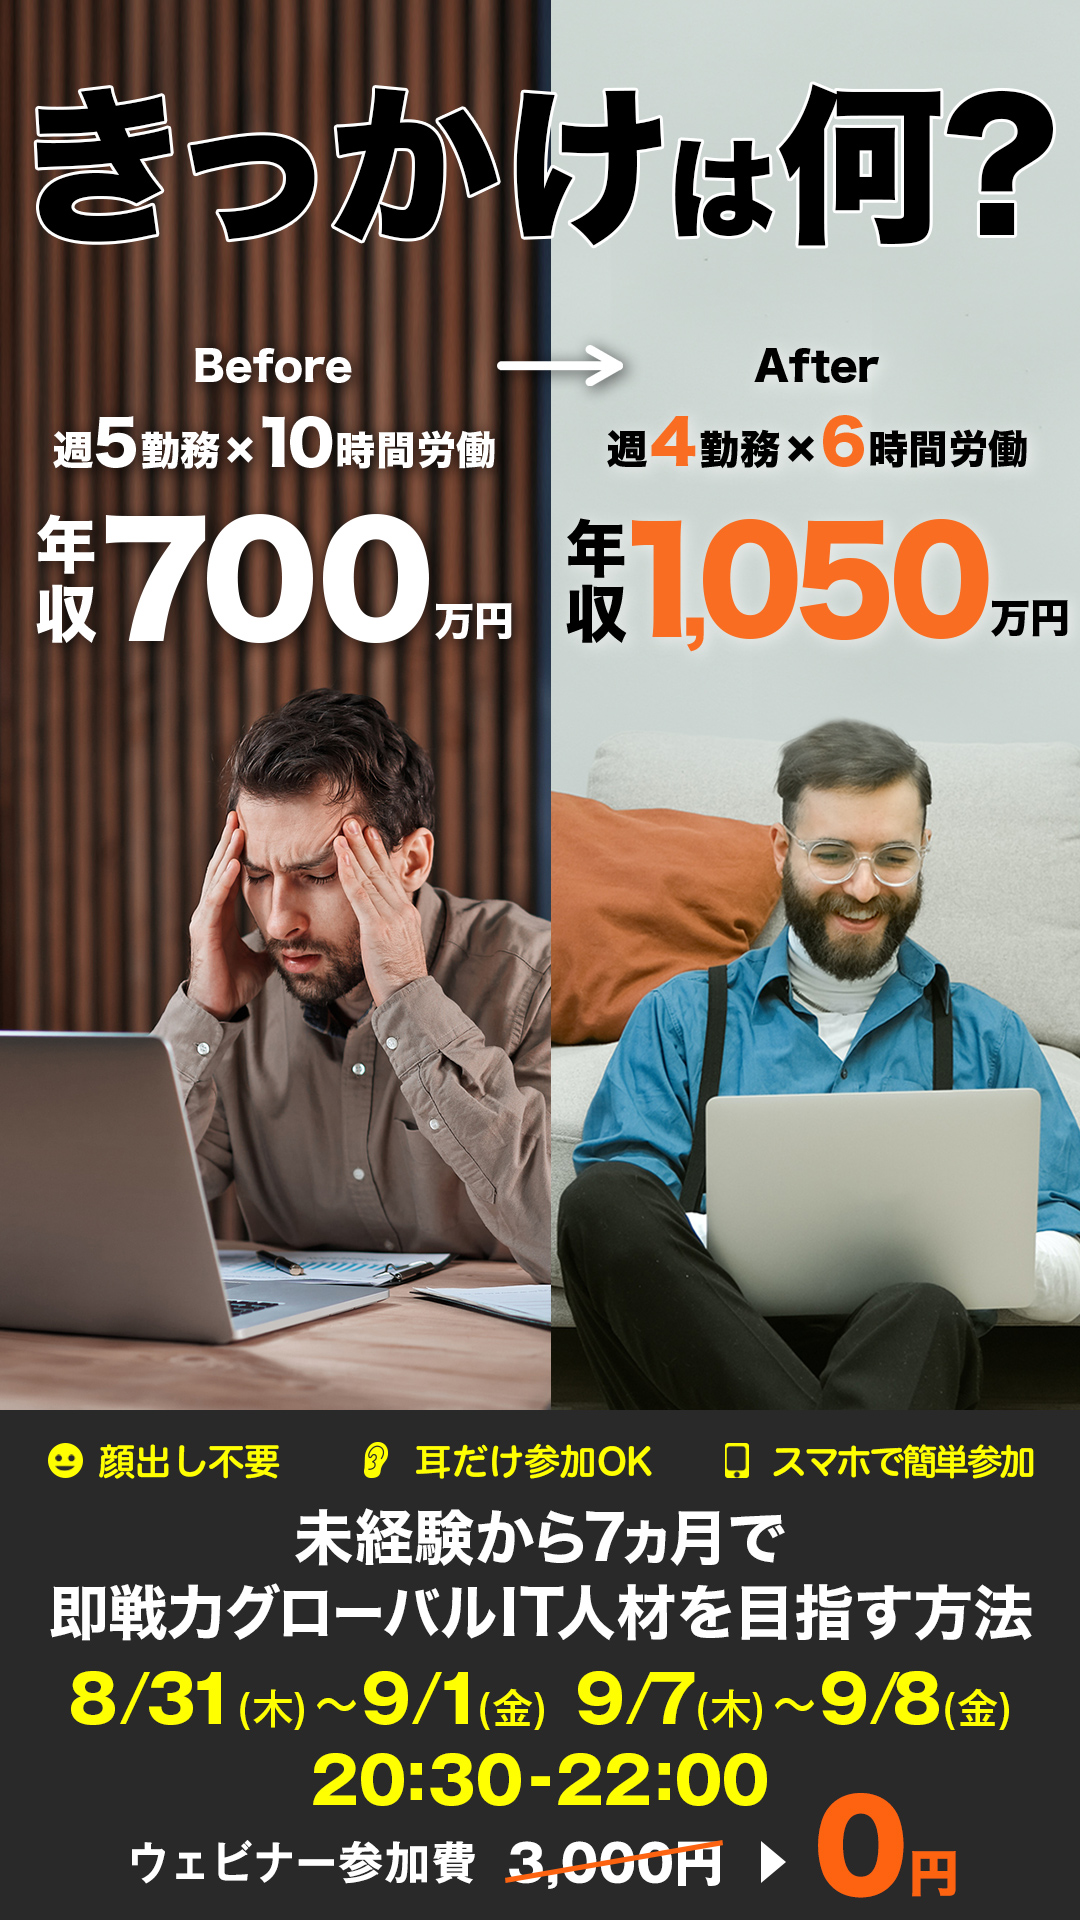 きっかけは何?
Before → After
週5勤務×10時間労働
年収700万円
週4勤務×6時間労働
年収1,050万円
顔出し不要 耳だけ参加OK スマホで簡単参加
未経験から7ヵ月で
即戦力グローバルIT人材を目指す方法
8/31(木)~9/1(金) 9/7(木)~9/8(金)
20:30-22:00
ウェビナー参加費 3,000円 ▶ 0円